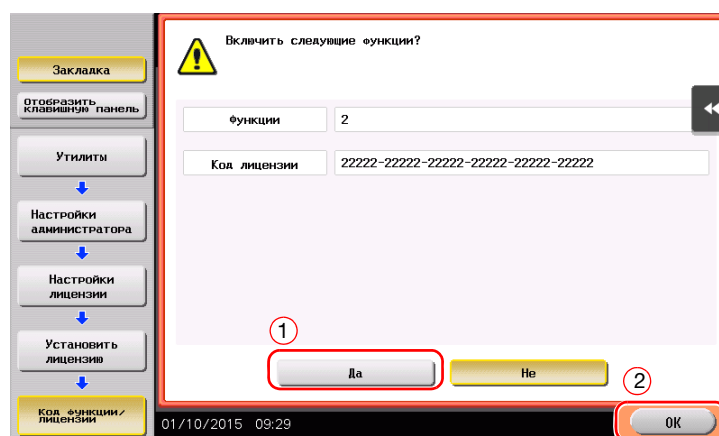 Закладка
Отобразить
клавишную панель
Утилиты
Настройки
администратора
Настройки
лицензии
Установить
лицензию
Код функции/
лицензии
Включить следующие функции?
Функции
2
Код лицензии
22222-22222-22222-22222-22222-22222
1
Да
Не
2
01/10/2015 09:29
OK